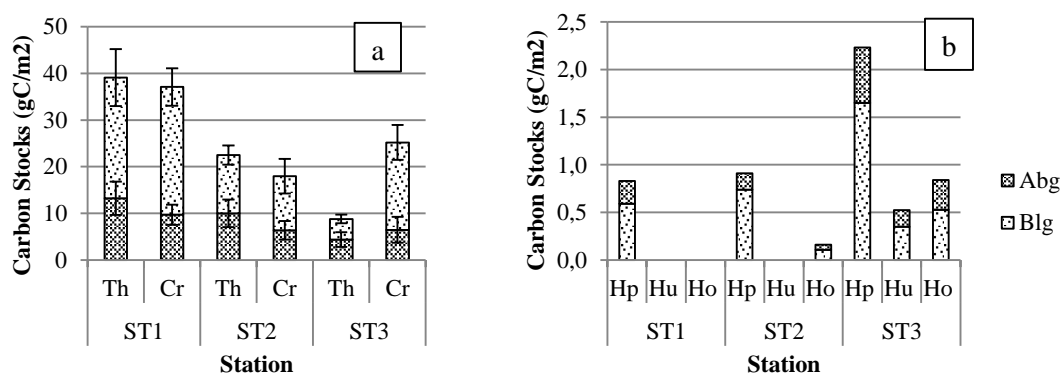 a
Carbon Stocks (gC/m2)
50
40
30
20
10
0
Th Cr Th Cr Th Cr
ST1 ST2 ST3
Station
b
Carbon Stocks (gC/m2)
2,5
2,0
1,5
1,0
0,5
0,0
Hp Hu Ho Hp Hu Ho Hp Hu Ho
ST1 ST2 ST3
Station
Abg
Blg